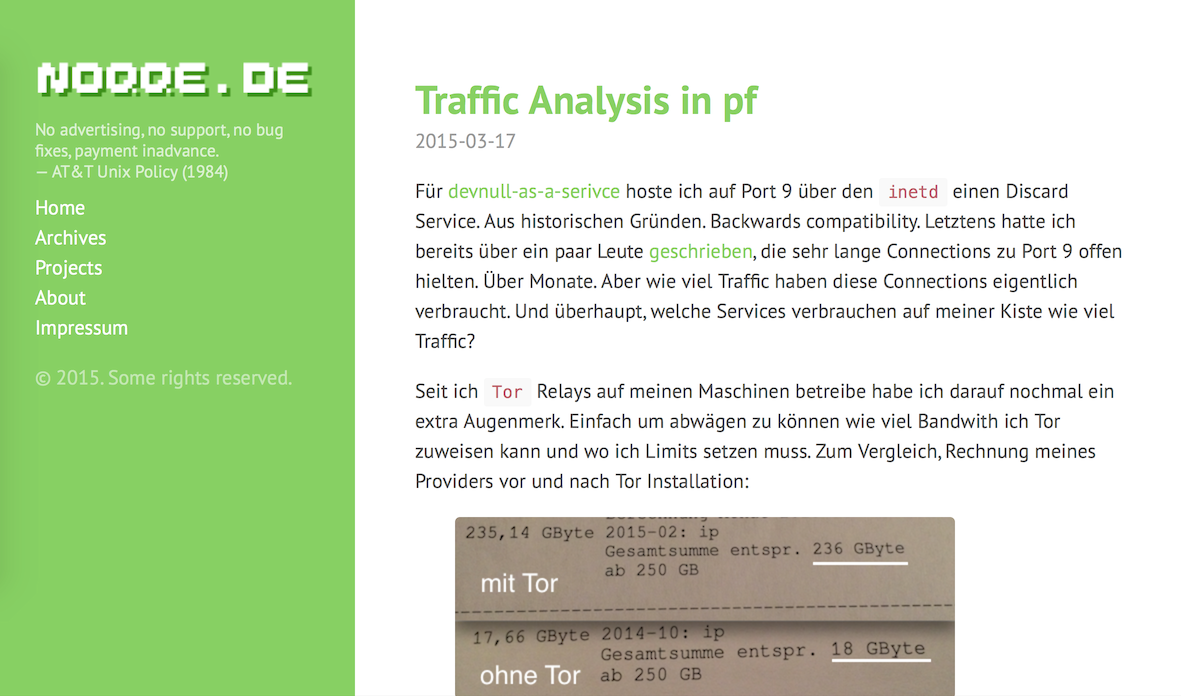 NOQQE.DE
No advertising, no support, no bug
fixes, payment inadvance.
— AT&T Unix Policy (1984)
Home
Archives
Projects
About
Impressum
© 2015. Some rights reserved.
Traffic Analysis in pf
2015-03-17
Für devnull-as-a-serivce hoste ich auf Port 9 über den inetd einen Discard
Service. Aus historischen Gründen. Backwards compatibility. Letztens hatte ich
bereits über ein paar Leute geschrieben, die sehr lange Connections zu Port 9 offen
hielten. Über Monate. Aber wie viel Traffic haben diese Connections eigentlich
verbraucht. Und überhaupt, welche Services verbrauchen auf meiner Kiste wie viel
Traffic?
Seit ich Tor Relays auf meinen Maschinen betreibe habe ich darauf nochmal ein
extra Augenmerk. Einfach um abwägen zu können wie viel Bandwith ich Tor
zuweisen kann und wo ich Limits setzen muss. Zum Vergleich, Rechnung meines
Providers vor und nach Tor Installation:
235,14 GByte 2015-02: ip
Gesamtsumme entspr. 236 GByte
ab 250 GB
mit Tor
17,66 GByte 2014-10: ip
Gesamtsumme entspr. 18 GByte
ohne Tor ab 250 GB